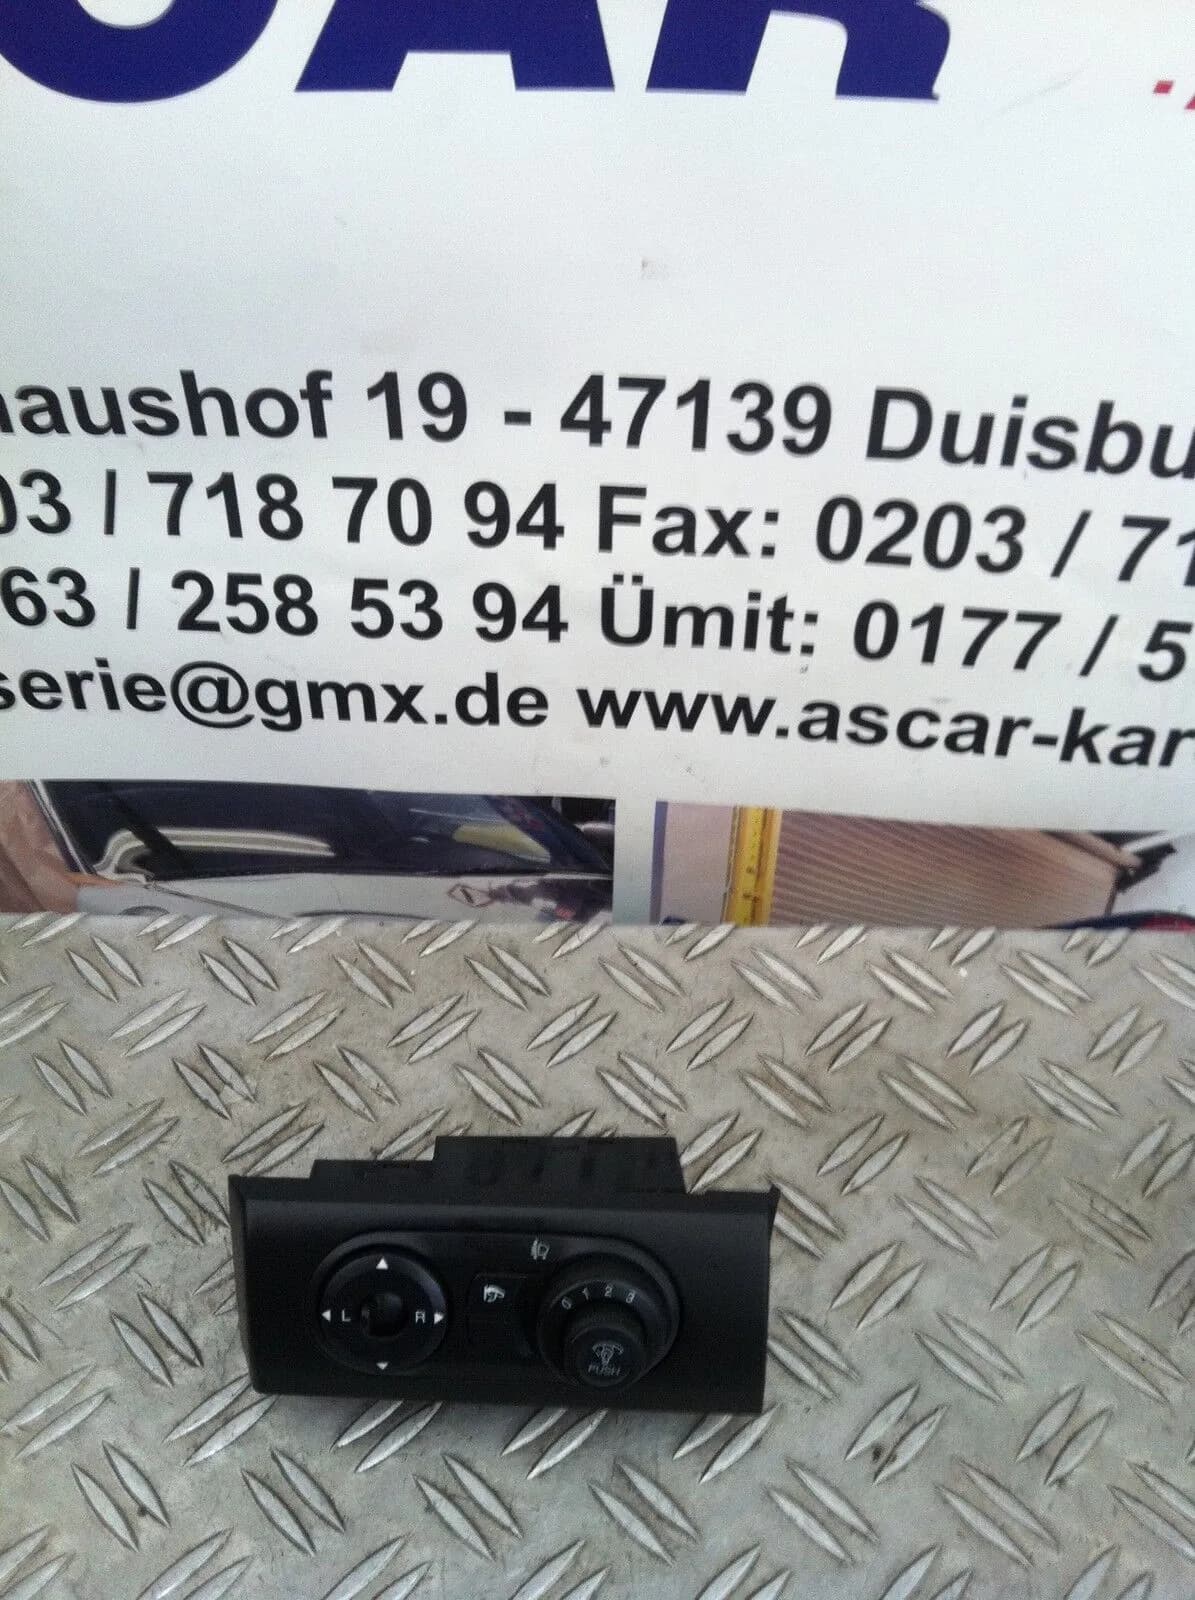 CAR
haushof 19 - 47139 Duisbu
03 / 718 70 94 Fax: 0203 / 71
63 / 258 53 94 Ümit: 0177 / 5
serie@gmx.de www.ascar-kar
L R
0 1 2 3
PUSH